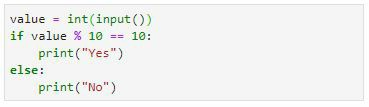 value = int(input())
if value % 10 == 10:
    print("Yes")
else:
    print("No")